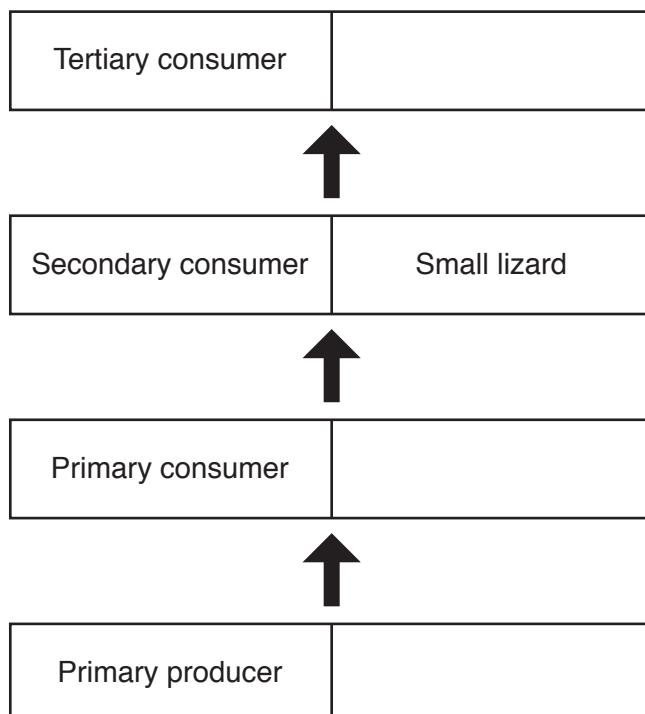 Tertiary consumer
Secondary consumer
Small lizard
Primary consumer
Primary producer